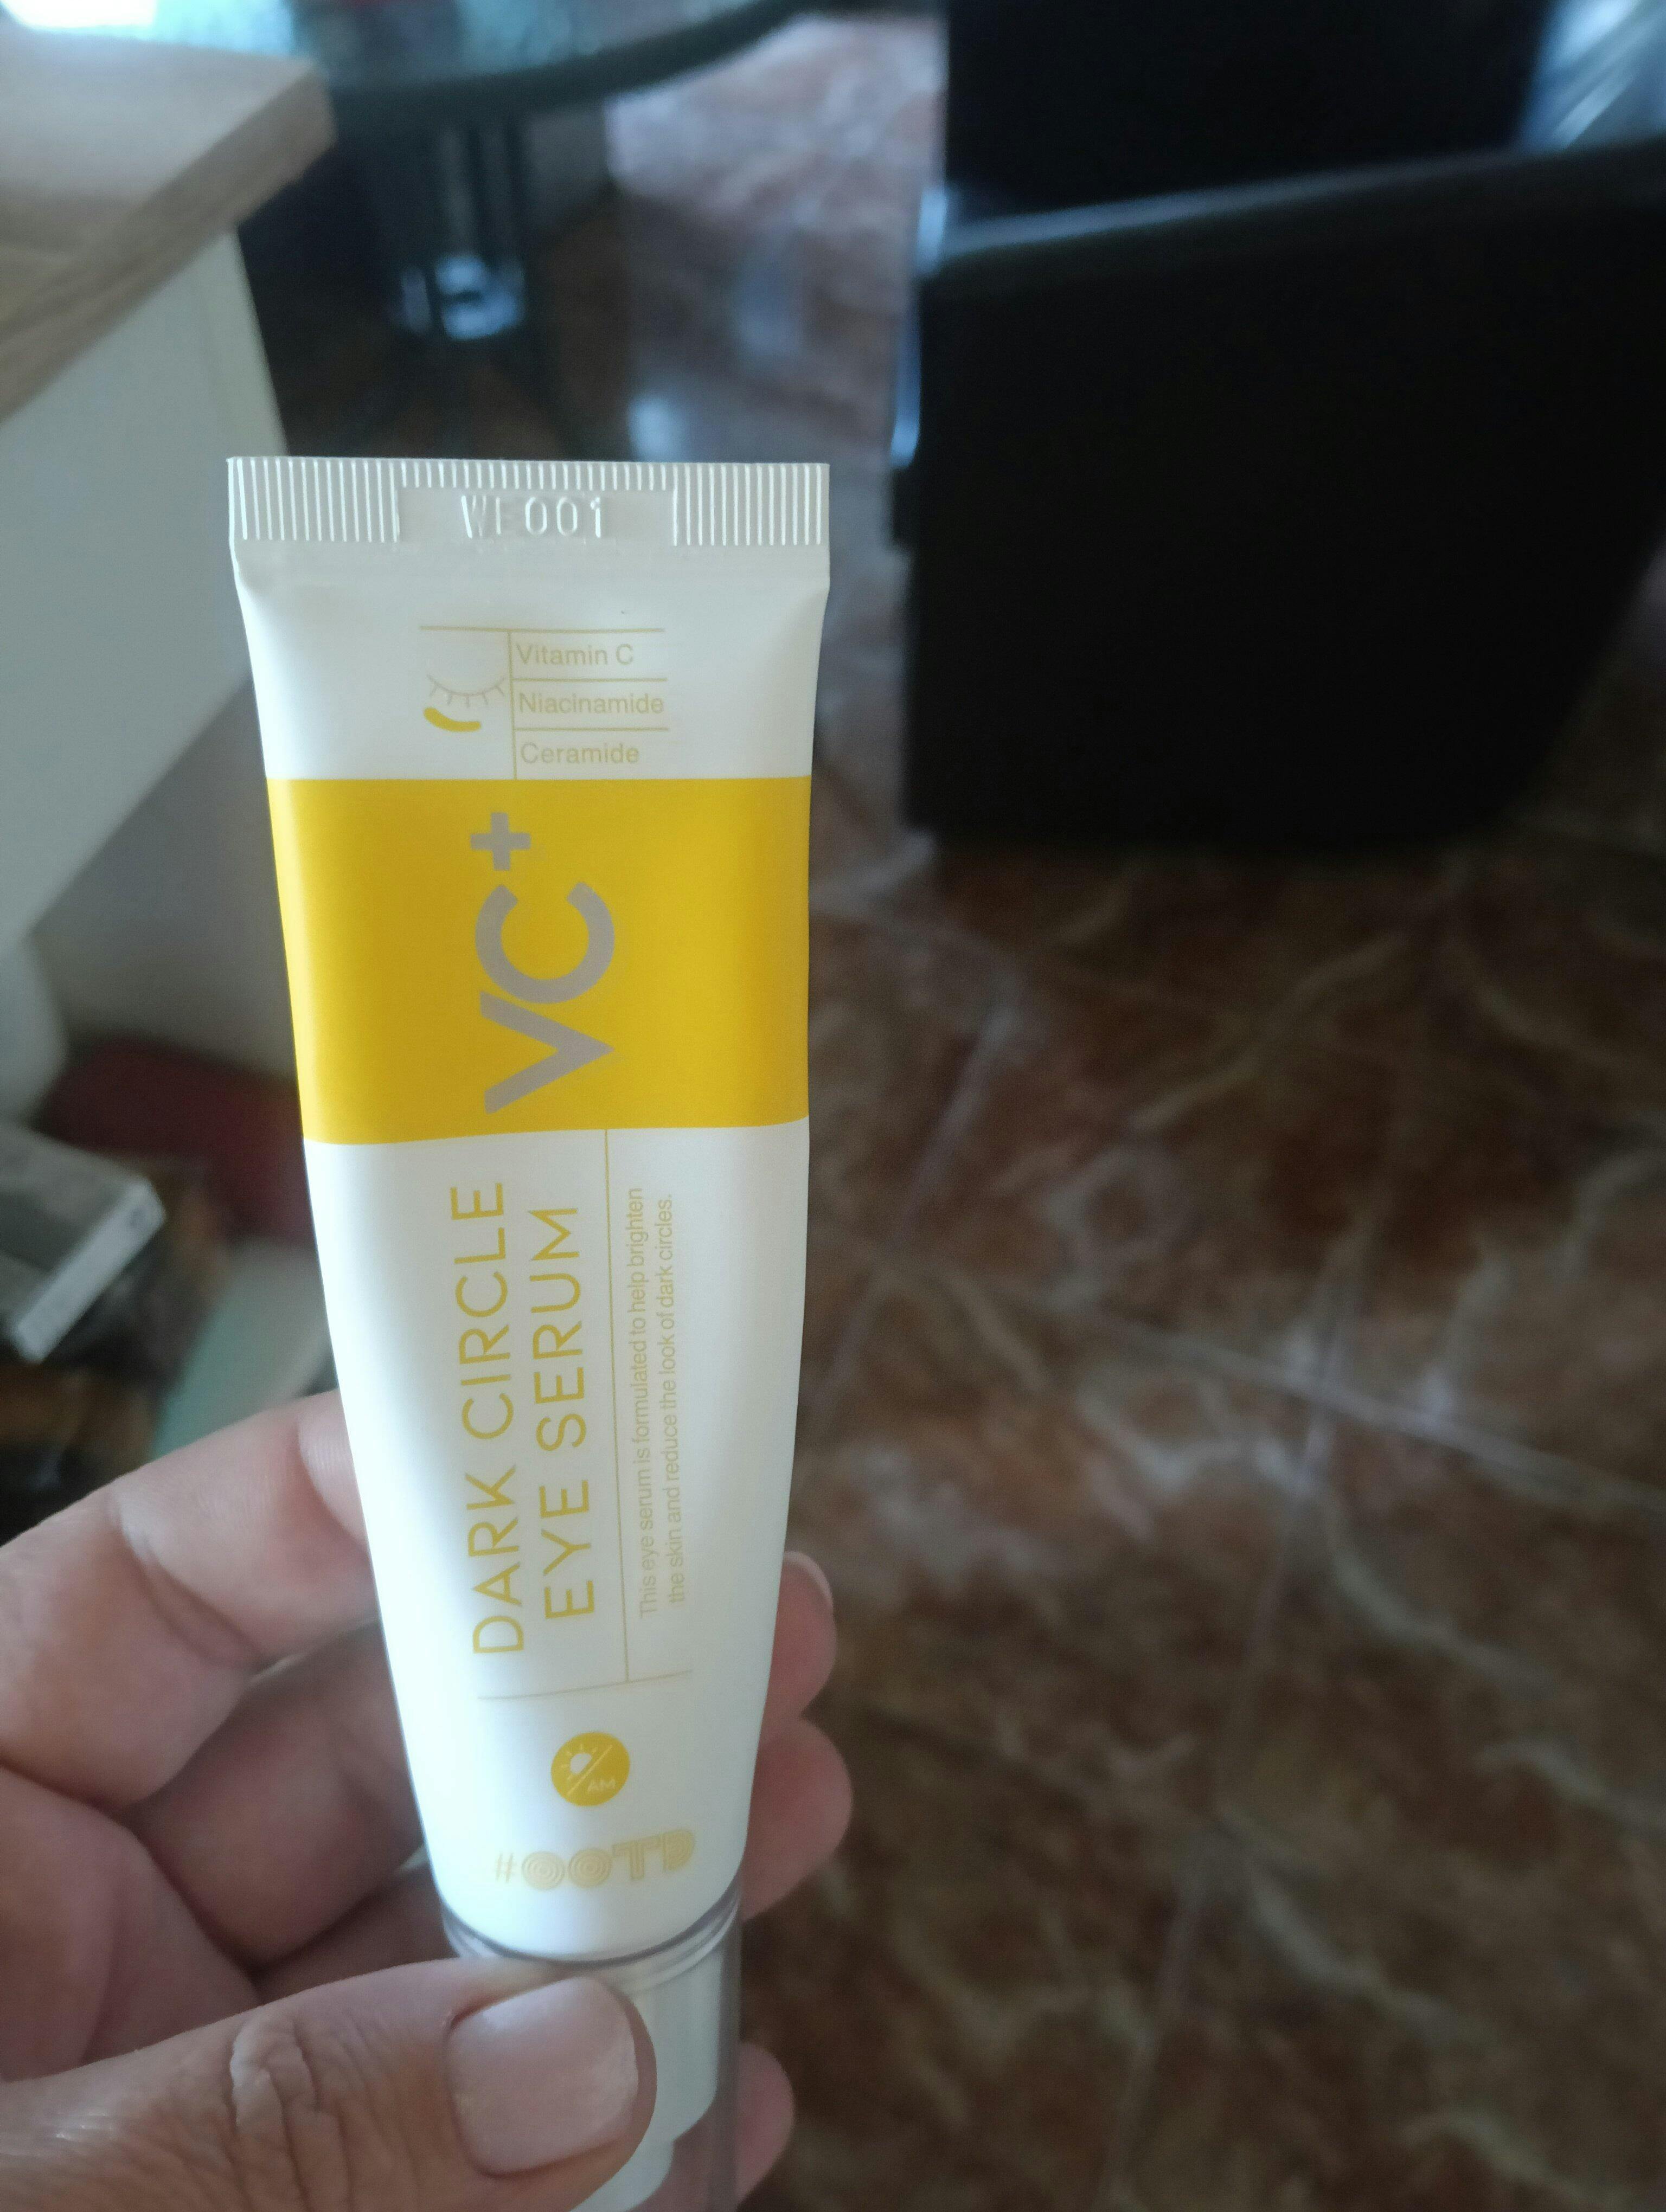 WE001
Vitamin C
Niacinamide
Ceramide
VC+
DARK CIRCLE
EYE SERUM
This eye serum is formulated to help brighten
the skin and reduce the look of dark circles.
AM
#OOTD